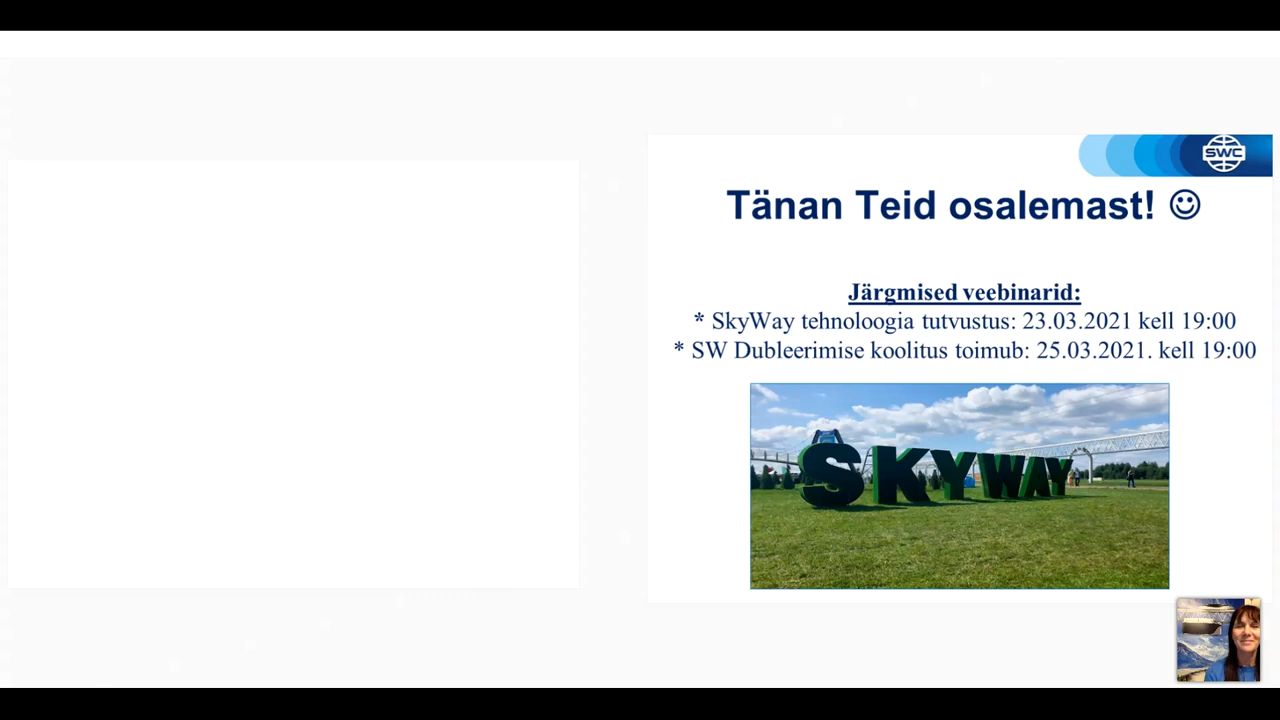 SWC
Tänan Teid osalemast! ☺
Järgmised veebinarid:
* SkyWay tehnoloogia tutvustus: 23.03.2021 kell 19:00
* SW Dubleerimise koolitus toimub: 25.03.2021. kell 19:00
SKYWAY